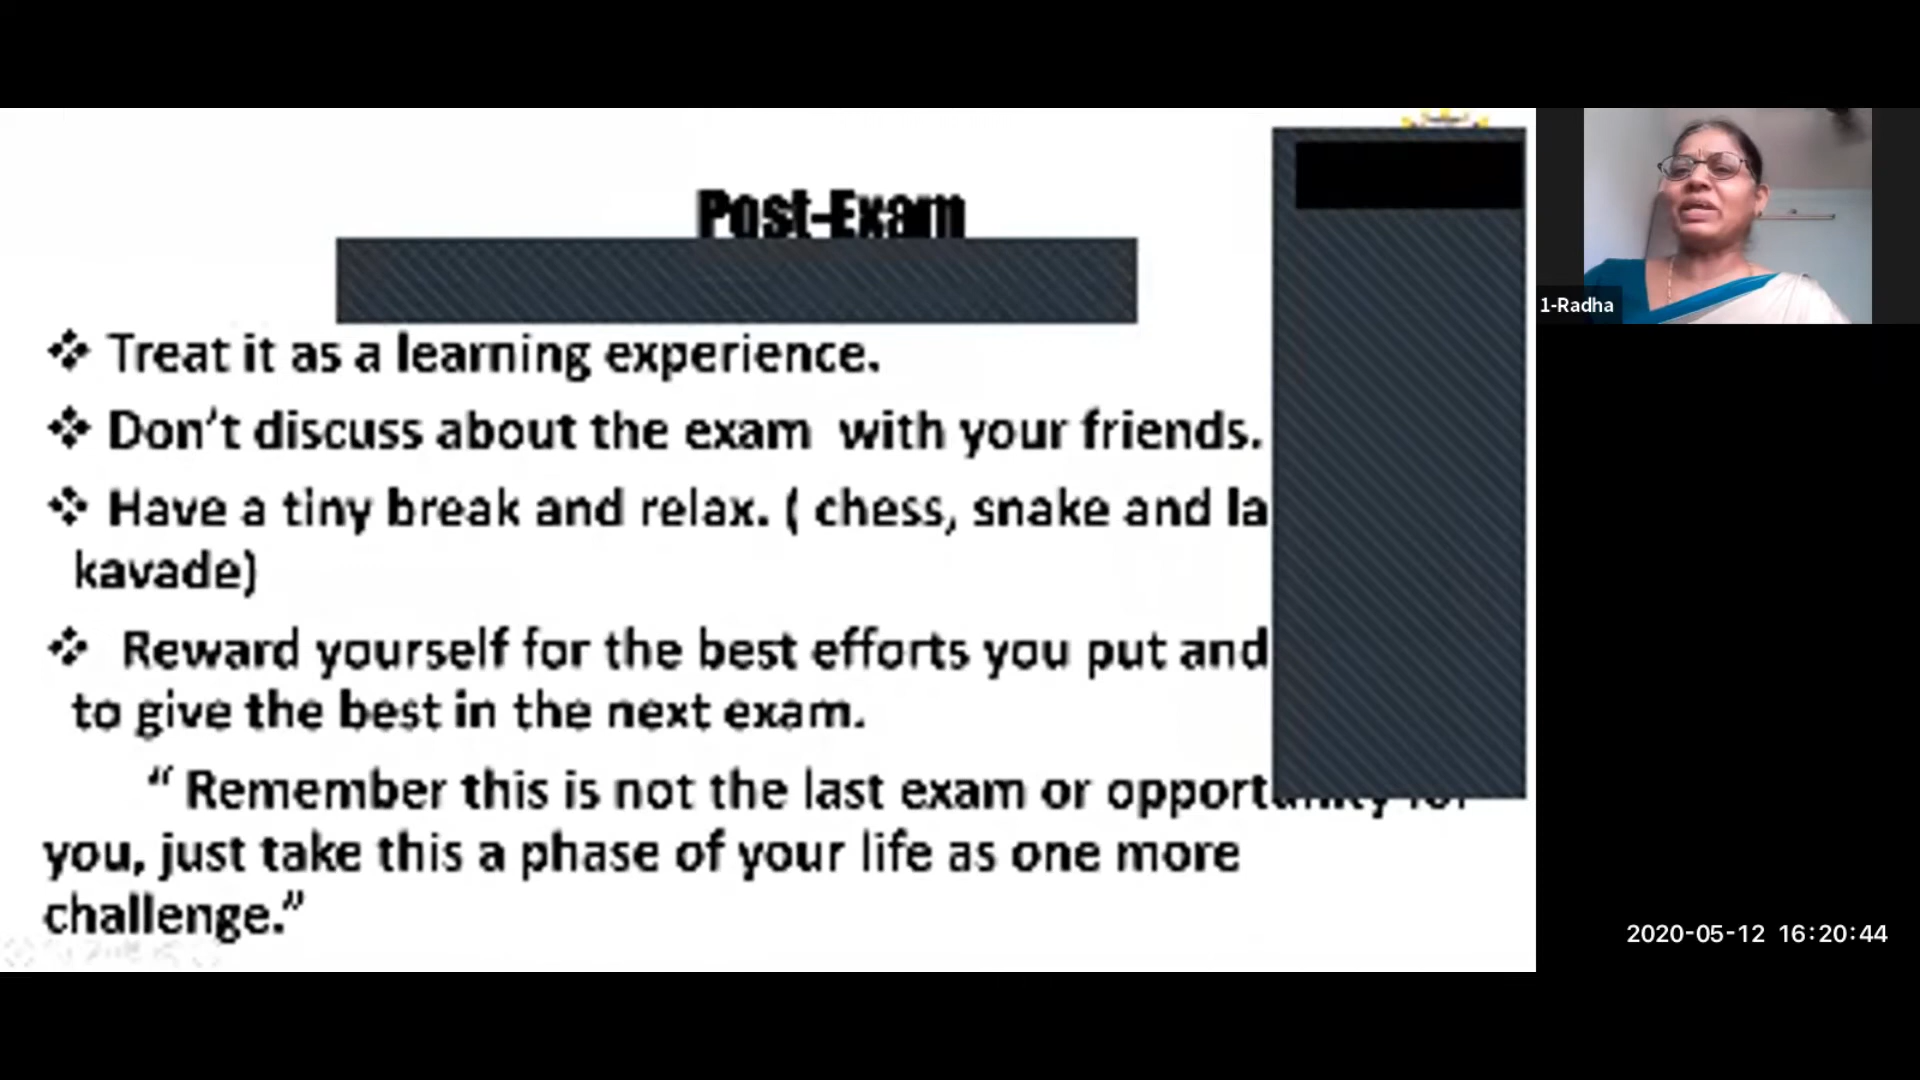 Post-Exam
❖ Treat it as a learning experience.
❖ Don't discuss about the exam with your friends.
❖ Have a tiny break and relax. ( chess, snake and la
kavade)
❖ Reward yourself for the best efforts you put and
to give the best in the next exam.
“ Remember this is not the last exam or opportunity for
you, just take this a phase of your life as one more
challenge.”
1-Radha
2020-05-12 16:20:44